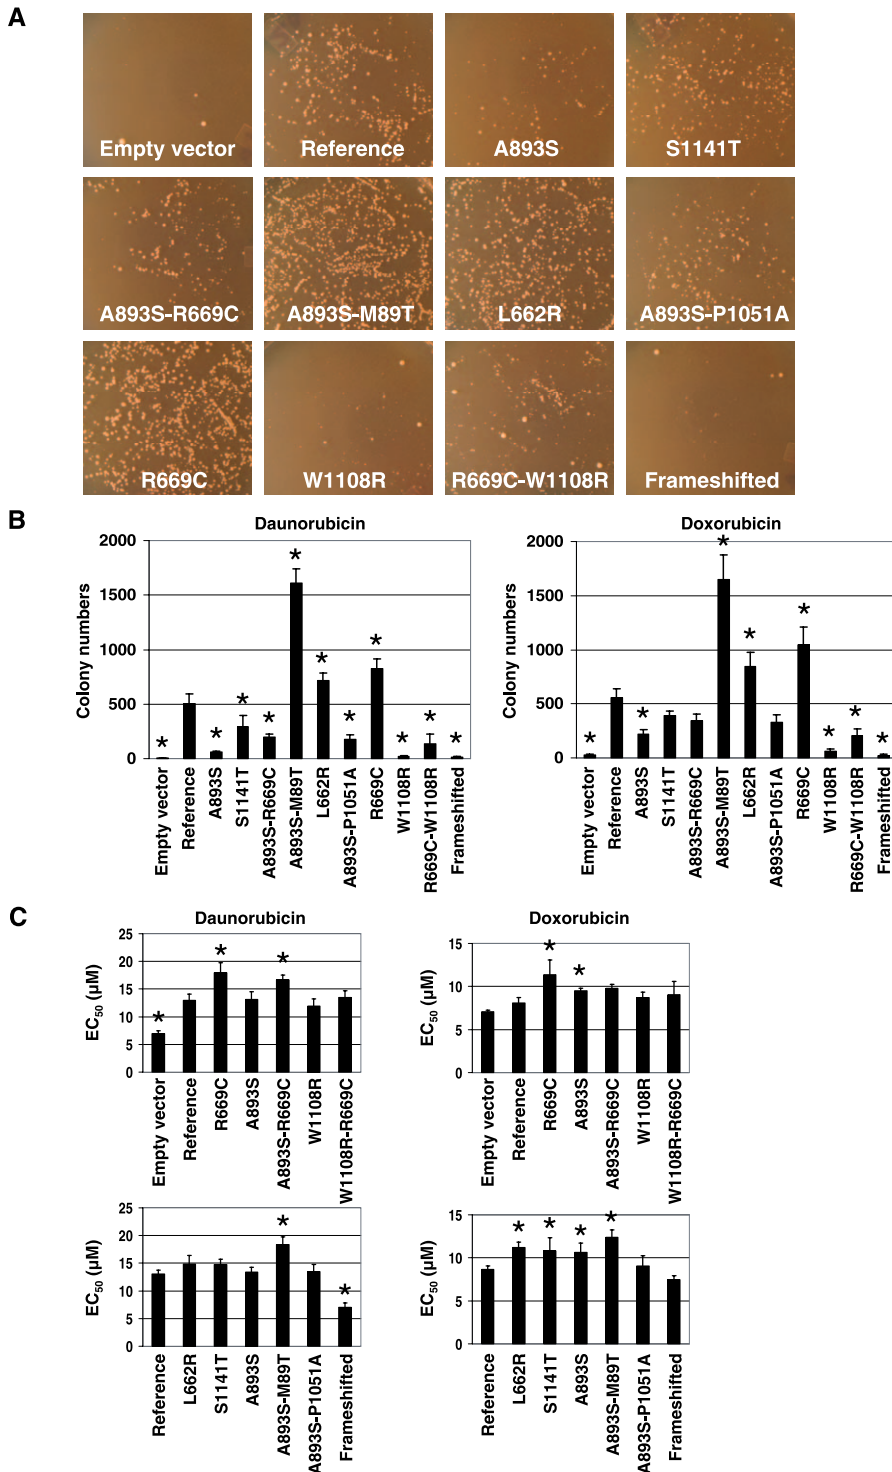 A
Empty vector
Reference
A893S
S1141T
A893S-R669C
A893S-M89T
L662R
A893S-P1051A
R669C
W1108R
R669C-W1108R
Frameshifted
B
Daunorubicin
Colony numbers
2000
1500
1000
500
0
*
*
*
*
*
*
*
*
*
*
*
Empty vector
Reference
A893S
S1141T
A893S-R669C
A893S-M89T
L662R
A893S-P1051A
R669C
W1108R
R669C-W1108R
Frameshifted
Doxorubicin
Colony numbers
2000
1500
1000
500
0
*
*
*
*
*
*
*
*
Empty vector
Reference
A893S
S1141T
A893S-R669C
A893S-M89T
L662R
A893S-P1051A
R669C
W1108R
R669C-W1108R
Frameshifted
C
Daunorubicin
EC50 (µM)
25
20
15
10
5
0
*
*
*
Empty vector
Reference
R669C
A893S
A893S-R669C
W1108R
W1108R-R669C
Doxorubicin
EC50 (µM)
15
10
5
0
*
*
Empty vector
Reference
R669C
A893S
A893S-R669C
W1108R
W1108R-R669C
EC50 (µM)
25
20
15
10
5
0
*
*
Reference
L662R
S1141T
A893S
A893S-M89T
A893S-P1051A
Frameshifted
EC50 (µM)
15
10
5
0
*
*
*
*
Reference
L662R
S1141T
A893S
A893S-M89T
A893S-P1051A
Frameshifted